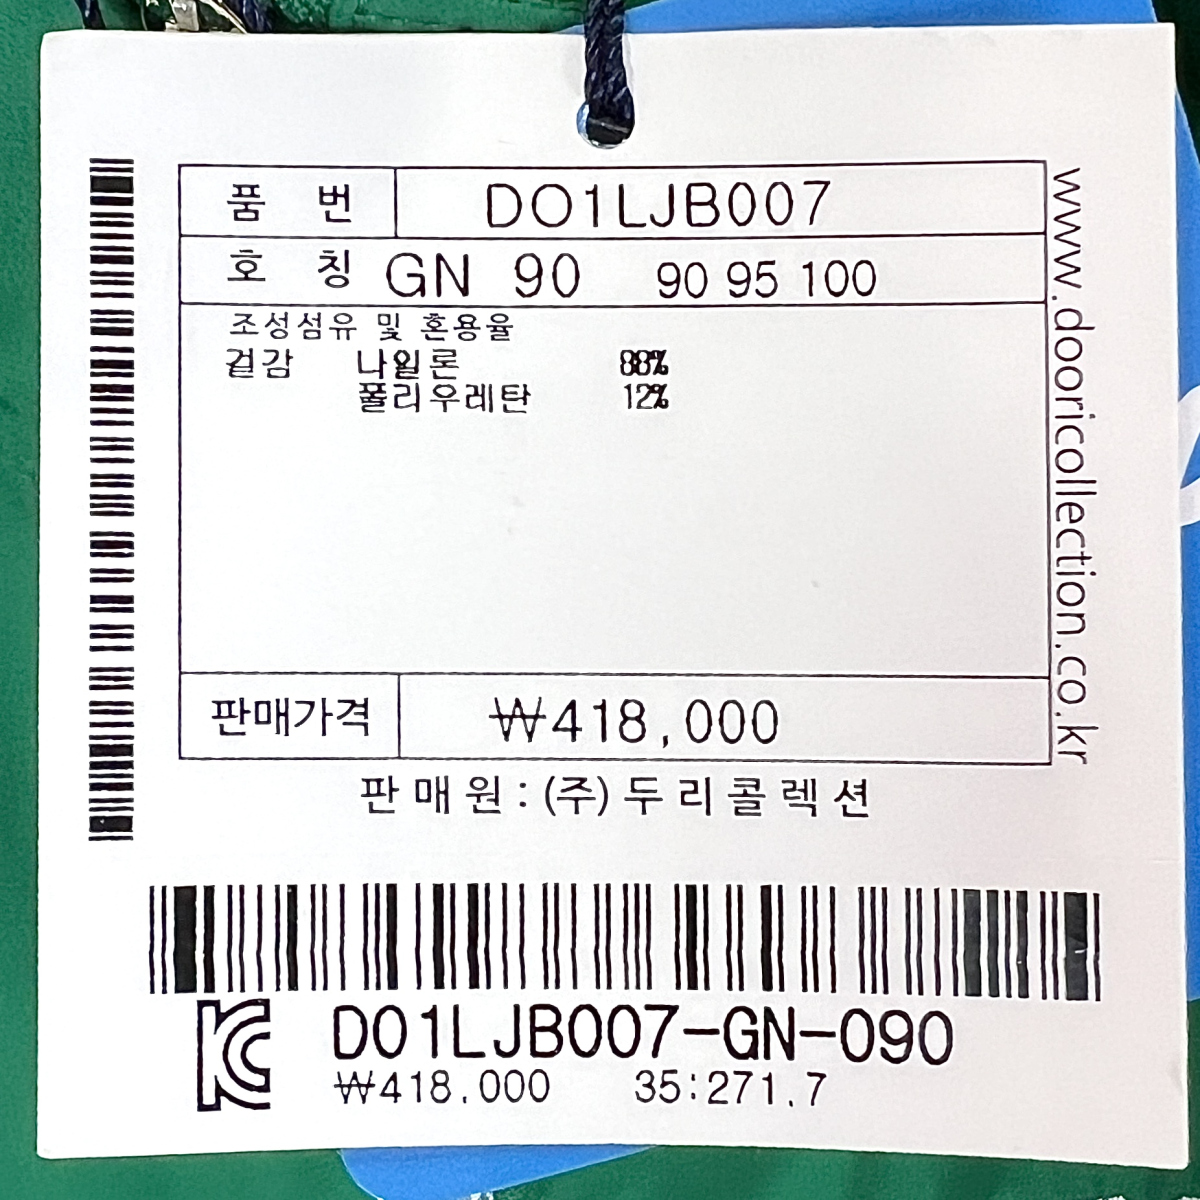 품 번 DO1LJB007
호 칭 GN 90 90 95 100
조성섬유 및 혼용율
겉감 나일론 88%
폴리우레탄 12%
판매가격 ₩418,000
판매원: (주)두리콜렉션
www.dooricollection.co.kr
DO1LJB007-GN-090
₩418.000 35:271.7